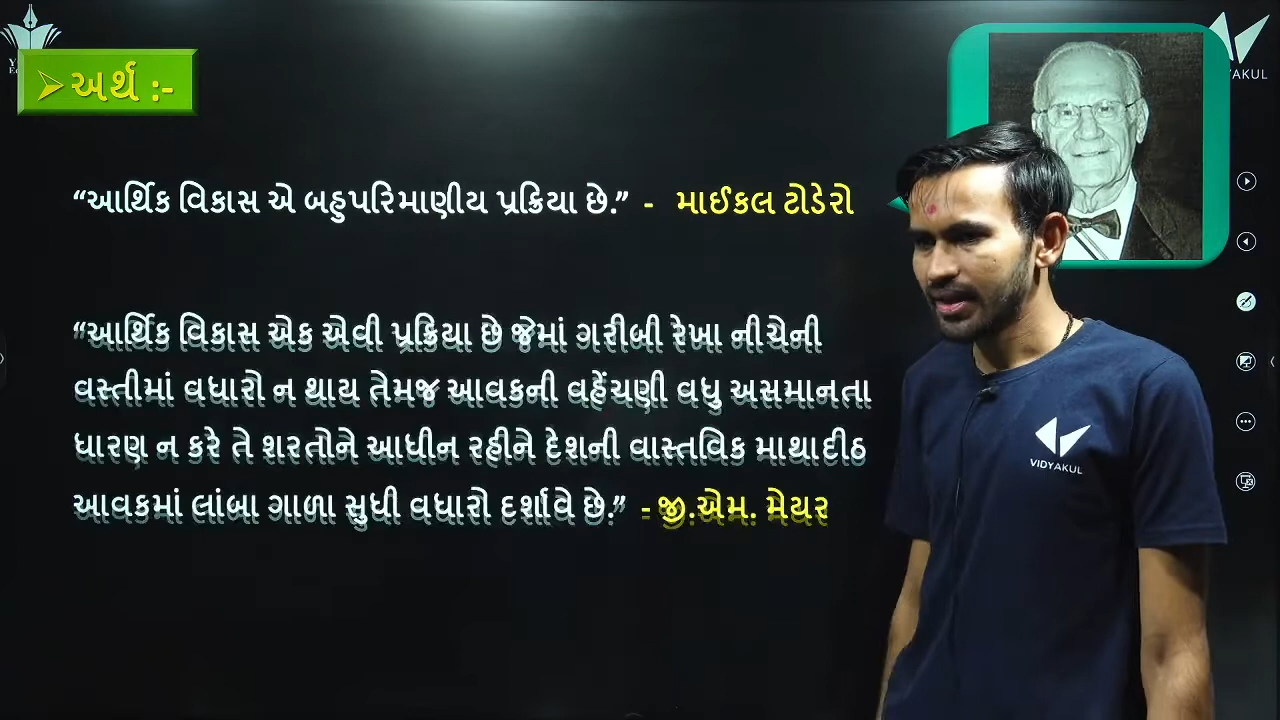 અર્થ :-
VIDYAKUL
“આર્થિક વિકાસ એ બહુપરિમાણીય પ્રક્રિયા છે.” - માઈકલ ટોડેરો
“આર્થિક વિકાસ એક એવી પ્રક્રિયા છે જેમાં ગરીબી રેખા નીચેની
વસ્તીમાં વધારો ન થાય તેમજ આવકની વહેંચણી વધુ અસમાનતા
ધારણ ન કરે તે શરતોને આધીન રહીને દેશની વાસ્તવિક માથાદીઠ
આવકમાં લાંબા ગાળા સુધી વધારો દર્શાવે છે.” - જી.એમ. મેયર